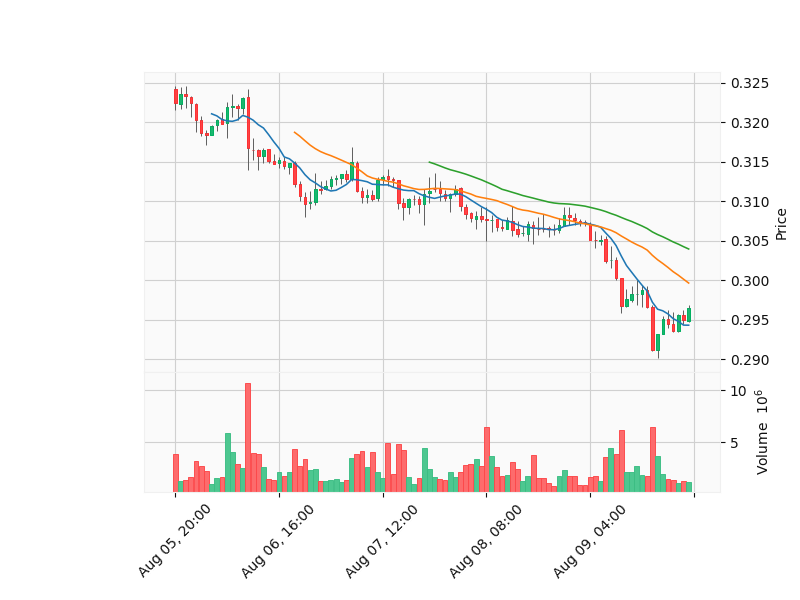 0.325
0.320
0.315
0.310
0.305
0.300
0.295
0.290
Price
10
5
Volume 10^6
Aug 05, 20:00
Aug 06, 16:00
Aug 07, 12:00
Aug 08, 08:00
Aug 09, 04:00